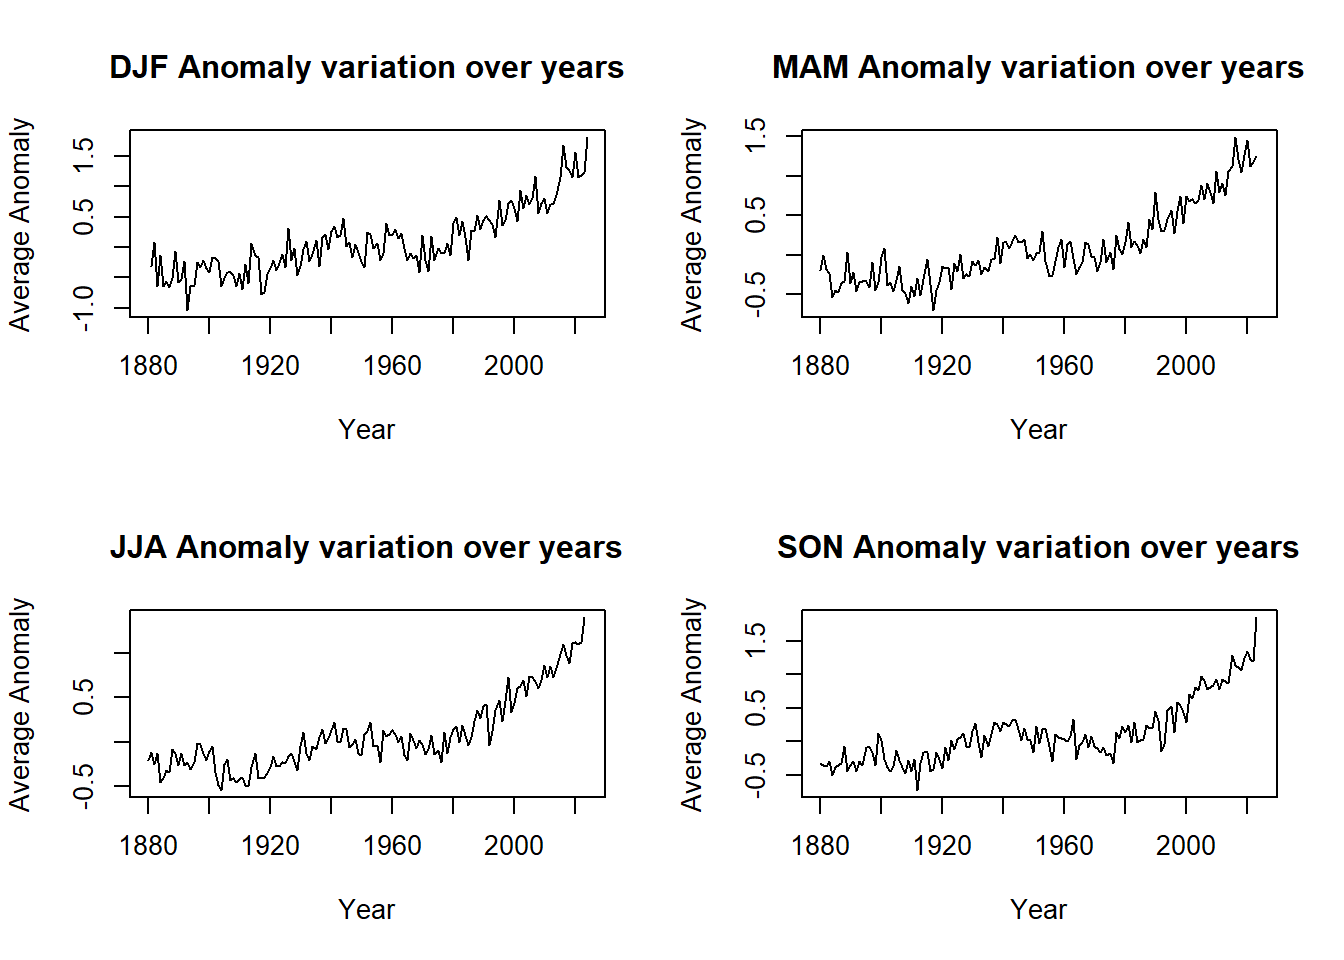 DJF Anomaly variation over years
Average Anomaly
-1.0 0.5 1.5
1880 1920 1960 2000
Year
MAM Anomaly variation over years
Average Anomaly
-0.5 0.5 1.5
1880 1920 1960 2000
Year
JJA Anomaly variation over years
Average Anomaly
-0.5 0.5
1880 1920 1960 2000
Year
SON Anomaly variation over years
Average Anomaly
-0.5 0.5 1.5
1880 1920 1960 2000
Year